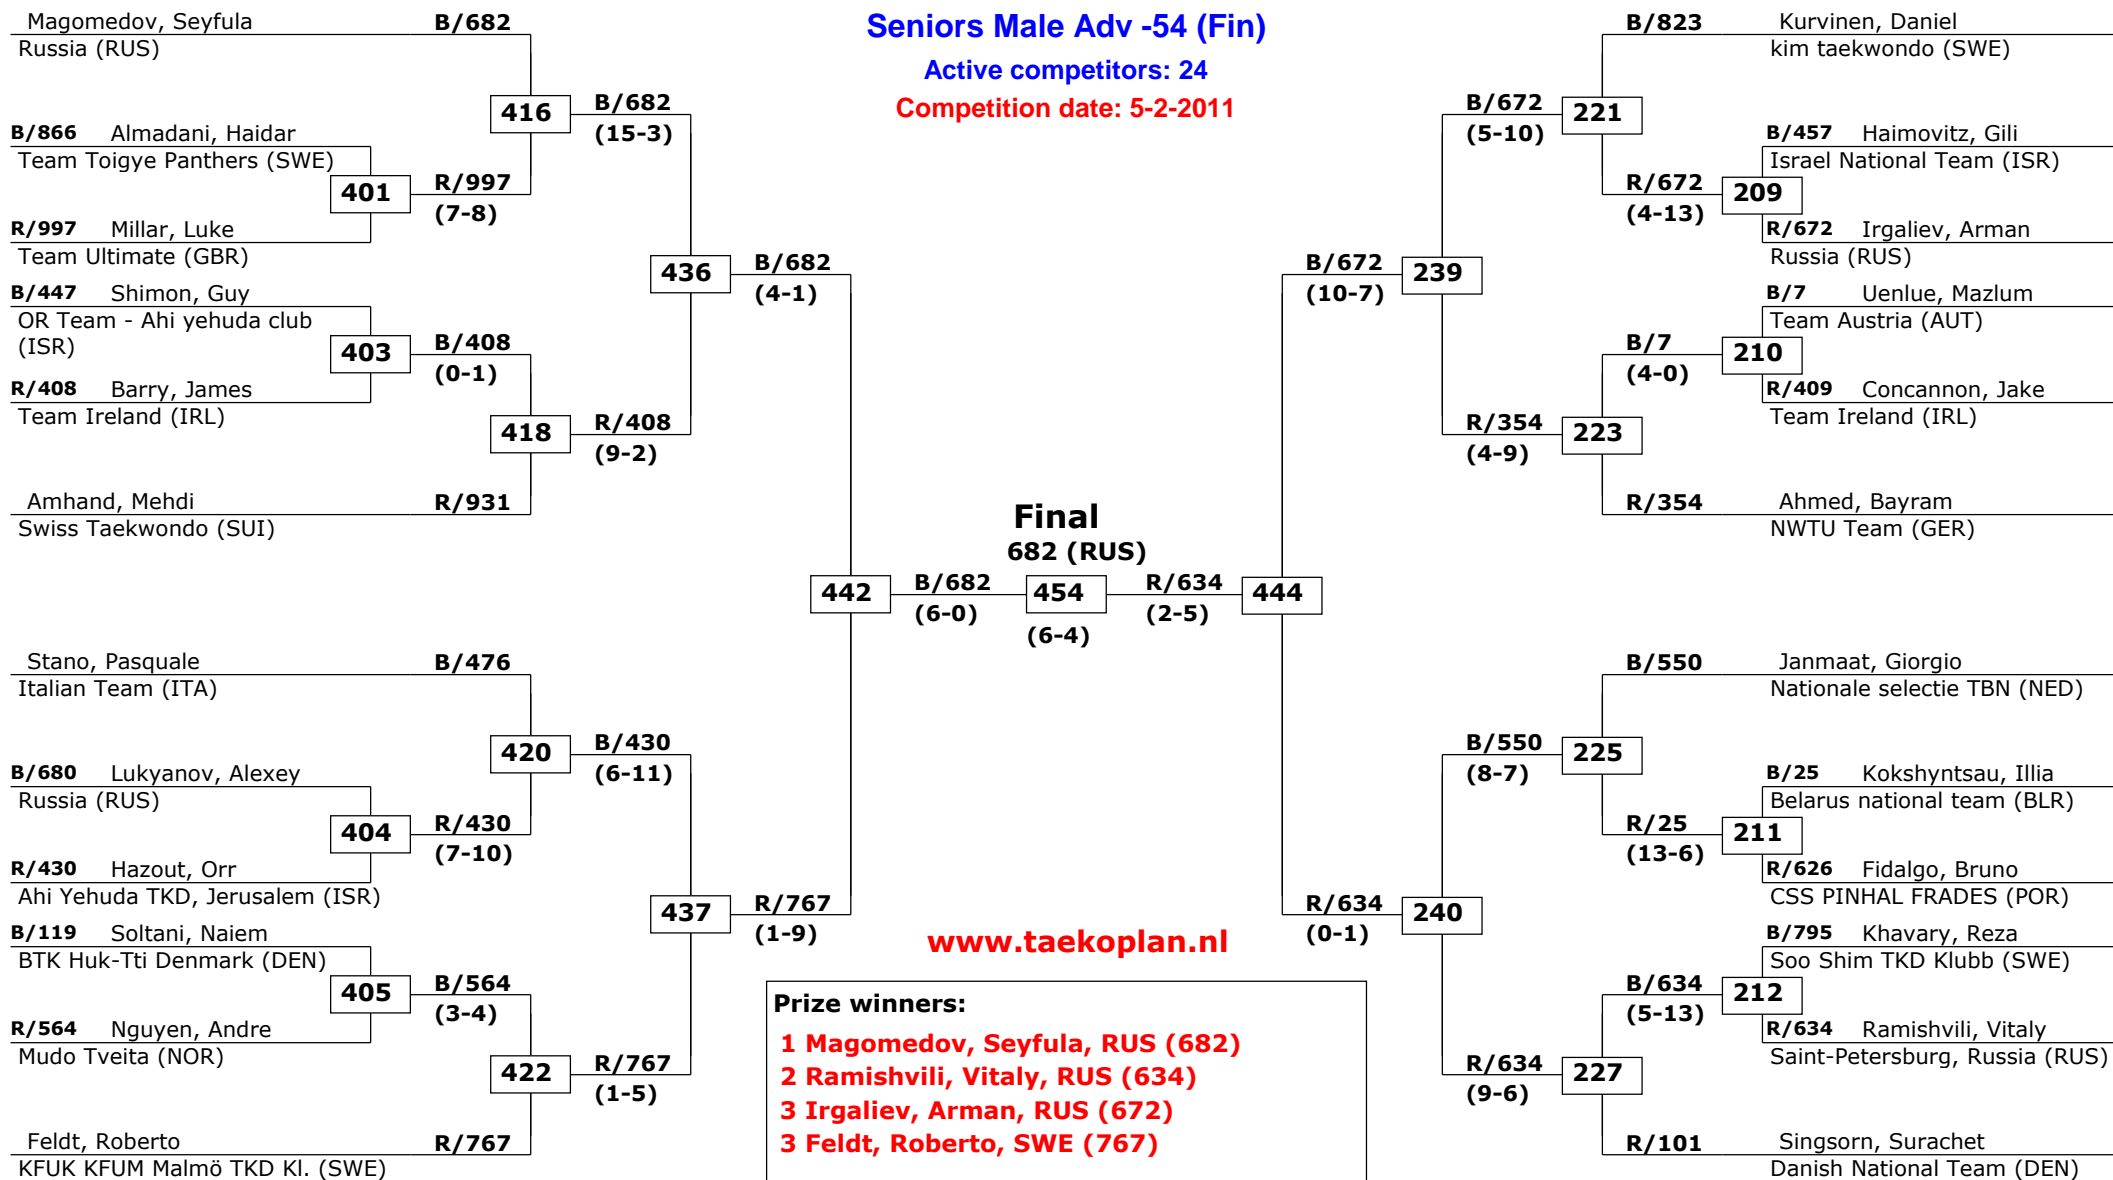 Seniors Male Adv -54 (Fin)
Active competitors: 24
Competition date: 5-2-2011
Magomedov, Seyfula
B/682
Russia (RUS)
416
B/682
(15-3)
B/866 Almadani, Haidar
Team Toigye Panthers (SWE)
401
R/997
(7-8)
R/997 Millar, Luke
Team Ultimate (GBR)
436
B/682
(4-1)
B/447 Shimon, Guy
OR Team - Ahi yehuda club
(ISR)
403
B/408
(0-1)
R/408 Barry, James
Team Ireland (IRL)
418
R/408
(9-2)
Amhand, Mehdi
R/931
Swiss Taekwondo (SUI)
Final
682 (RUS)
442
B/682
(6-0)
454
(6-4)
R/634
(2-5)
444
Stano, Pasquale
B/476
Italian Team (ITA)
420
B/430
(6-11)
B/680 Lukyanov, Alexey
Russia (RUS)
404
R/430
(7-10)
R/430 Hazout, Orr
Ahi Yehuda TKD, Jerusalem (ISR)
437
R/767
(1-9)
B/119 Soltani, Naiem
BTK Huk-Tti Denmark (DEN)
405
B/564
(3-4)
R/564 Nguyen, Andre
Mudo Tveita (NOR)
422
R/767
(1-5)
Feldt, Roberto
R/767
KFUK KFUM Malmö TKD Kl. (SWE)
B/823
Kurvinen, Daniel
kim taekwondo (SWE)
B/672
(5-10)
221
B/457 Haimovitz, Gili
Israel National Team (ISR)
R/672
(4-13)
209
R/672 Irgaliev, Arman
Russia (RUS)
B/672
(10-7)
239
B/7 Uenlue, Mazlum
Team Austria (AUT)
B/7
(4-0)
210
R/409 Concannon, Jake
Team Ireland (IRL)
R/354
(4-9)
223
R/354
Ahmed, Bayram
NWTU Team (GER)
B/550
Janmaat, Giorgio
Nationale selectie TBN (NED)
B/550
(8-7)
225
B/25 Kokshyntsau, Illia
Belarus national team (BLR)
R/25
(13-6)
211
R/626 Fidalgo, Bruno
CSS PINHAL FRADES (POR)
R/634
(0-1)
240
B/795 Khavary, Reza
Soo Shim TKD Klubb (SWE)
B/634
(5-13)
212
R/634 Ramishvili, Vitaly
Saint-Petersburg, Russia (RUS)
R/634
(9-6)
227
R/101
Singsorn, Surachet
Danish National Team (DEN)
www.taekoplan.nl
Prize winners:
1 Magomedov, Seyfula, RUS (682)
2 Ramishvili, Vitaly, RUS (634)
3 Irgaliev, Arman, RUS (672)
3 Feldt, Roberto, SWE (767)